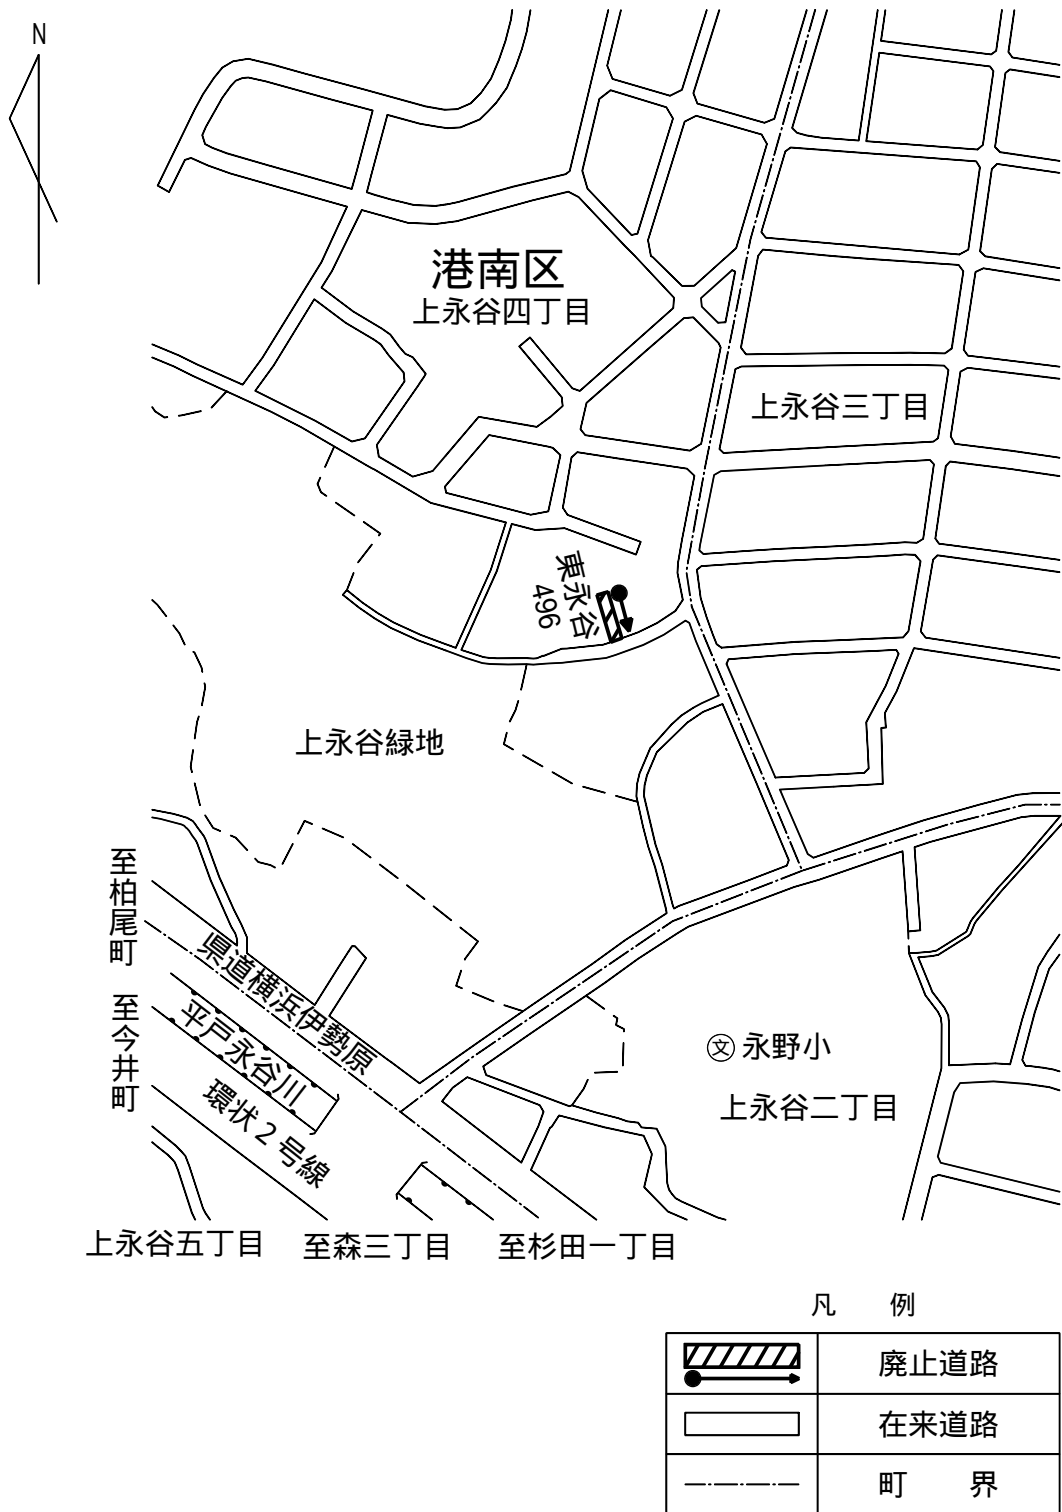 N
港南区
上永谷四丁目
上永谷三丁目
東永谷
496
上永谷緑地
至柏尾町
至今井町
県道横浜伊勢原
平戸永谷川
環状2号線
文 永野小
上永谷二丁目
上永谷五丁目
至森三丁目
至杉田一丁目
凡 例
廃止道路
在来道路
町 界